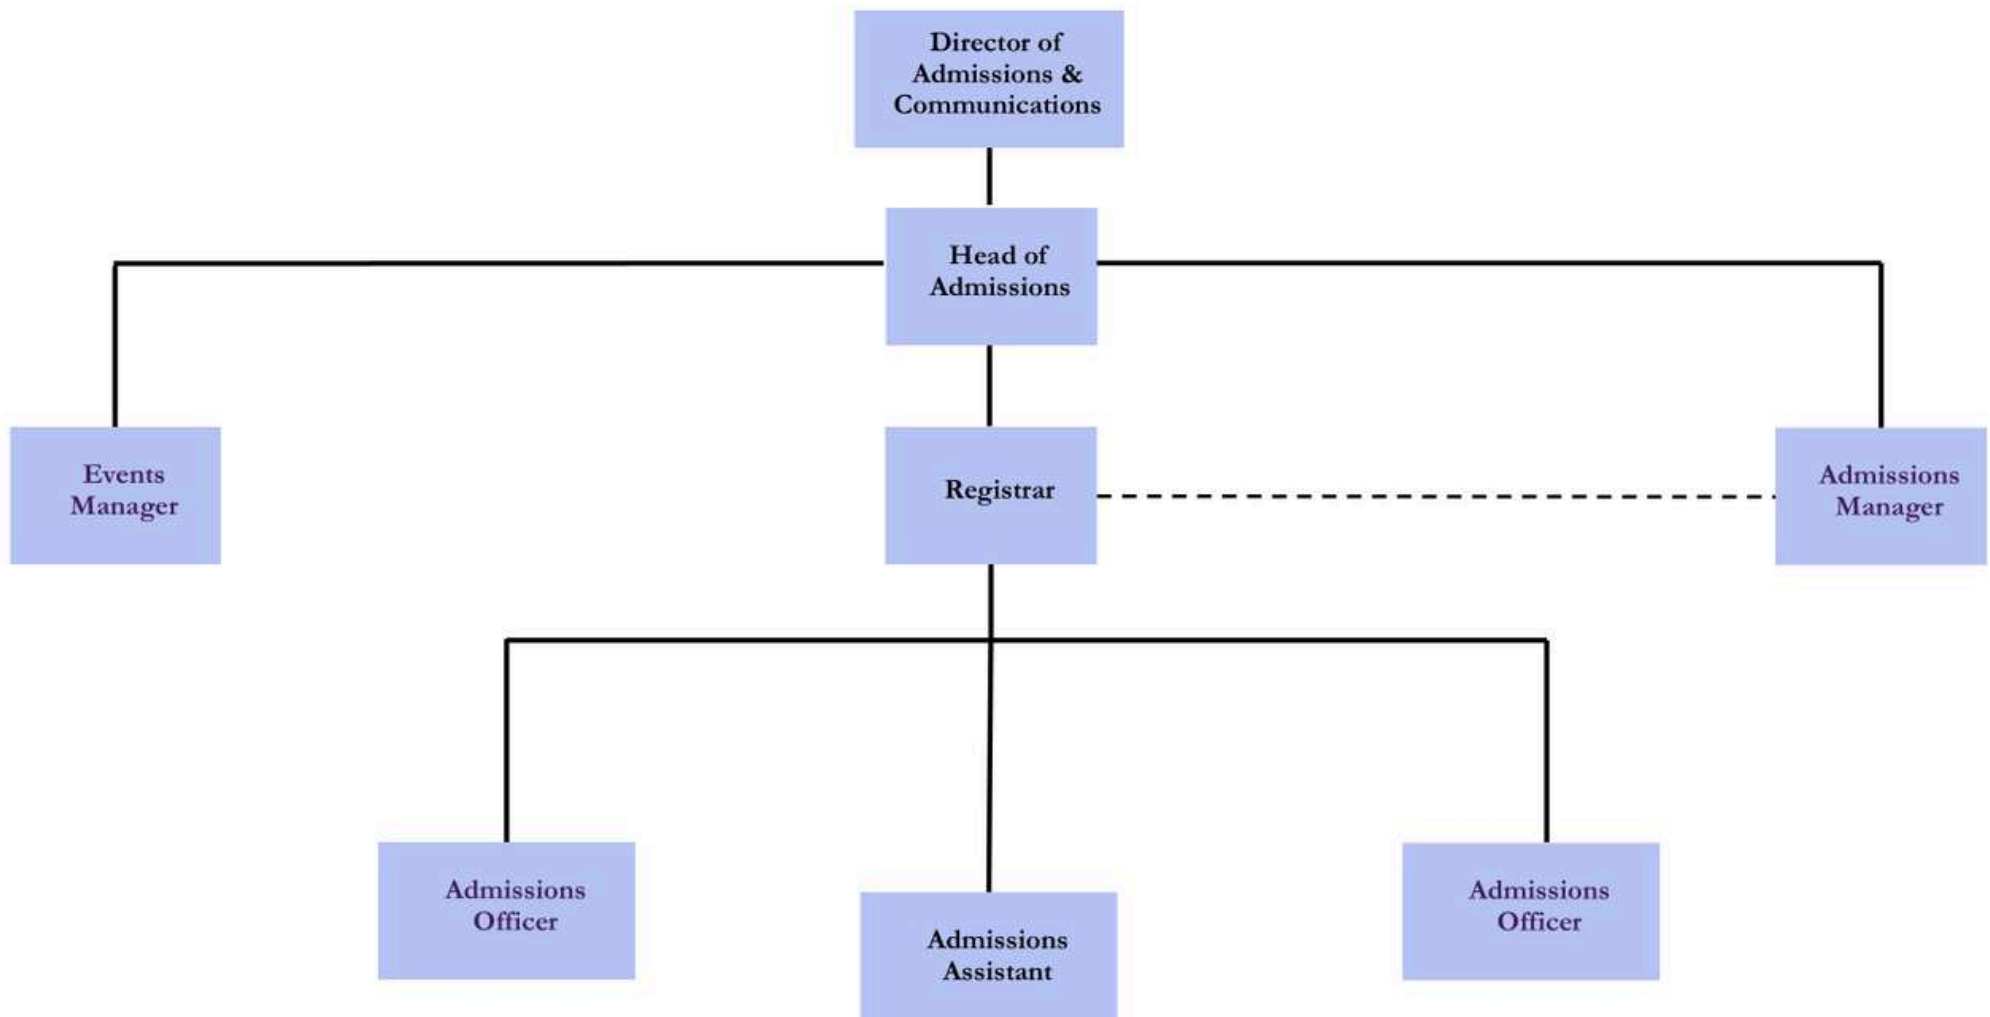 Director of
Admissions &
Communications
Head of
Admissions
Events
Manager
Registrar
Admissions
Manager
Admissions
Officer
Admissions
Assistant
Admissions
Officer